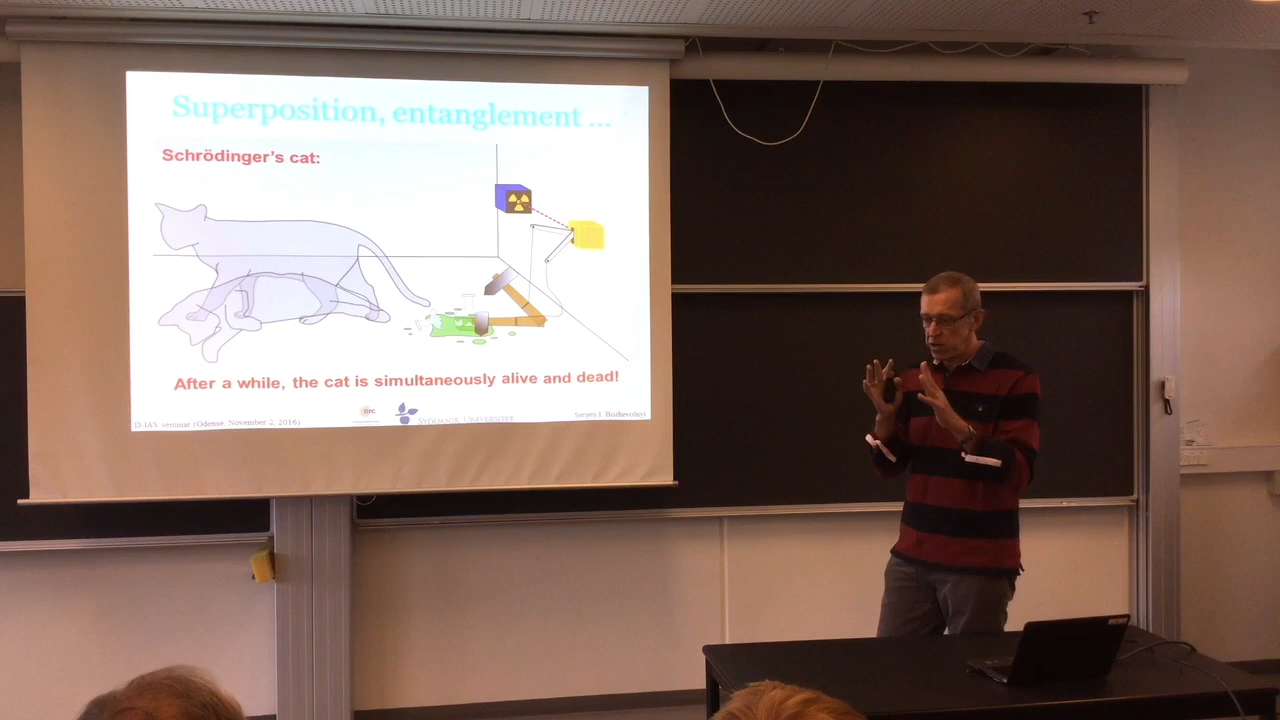 Superposition, entanglement ...
Schrödinger's cat:
After a while, the cat is simultaneously alive and dead!
D-IAS seminar (Odense, November 2, 2016)
erc
Syddansk Universitet
Sergey I. Bozhevolnyi